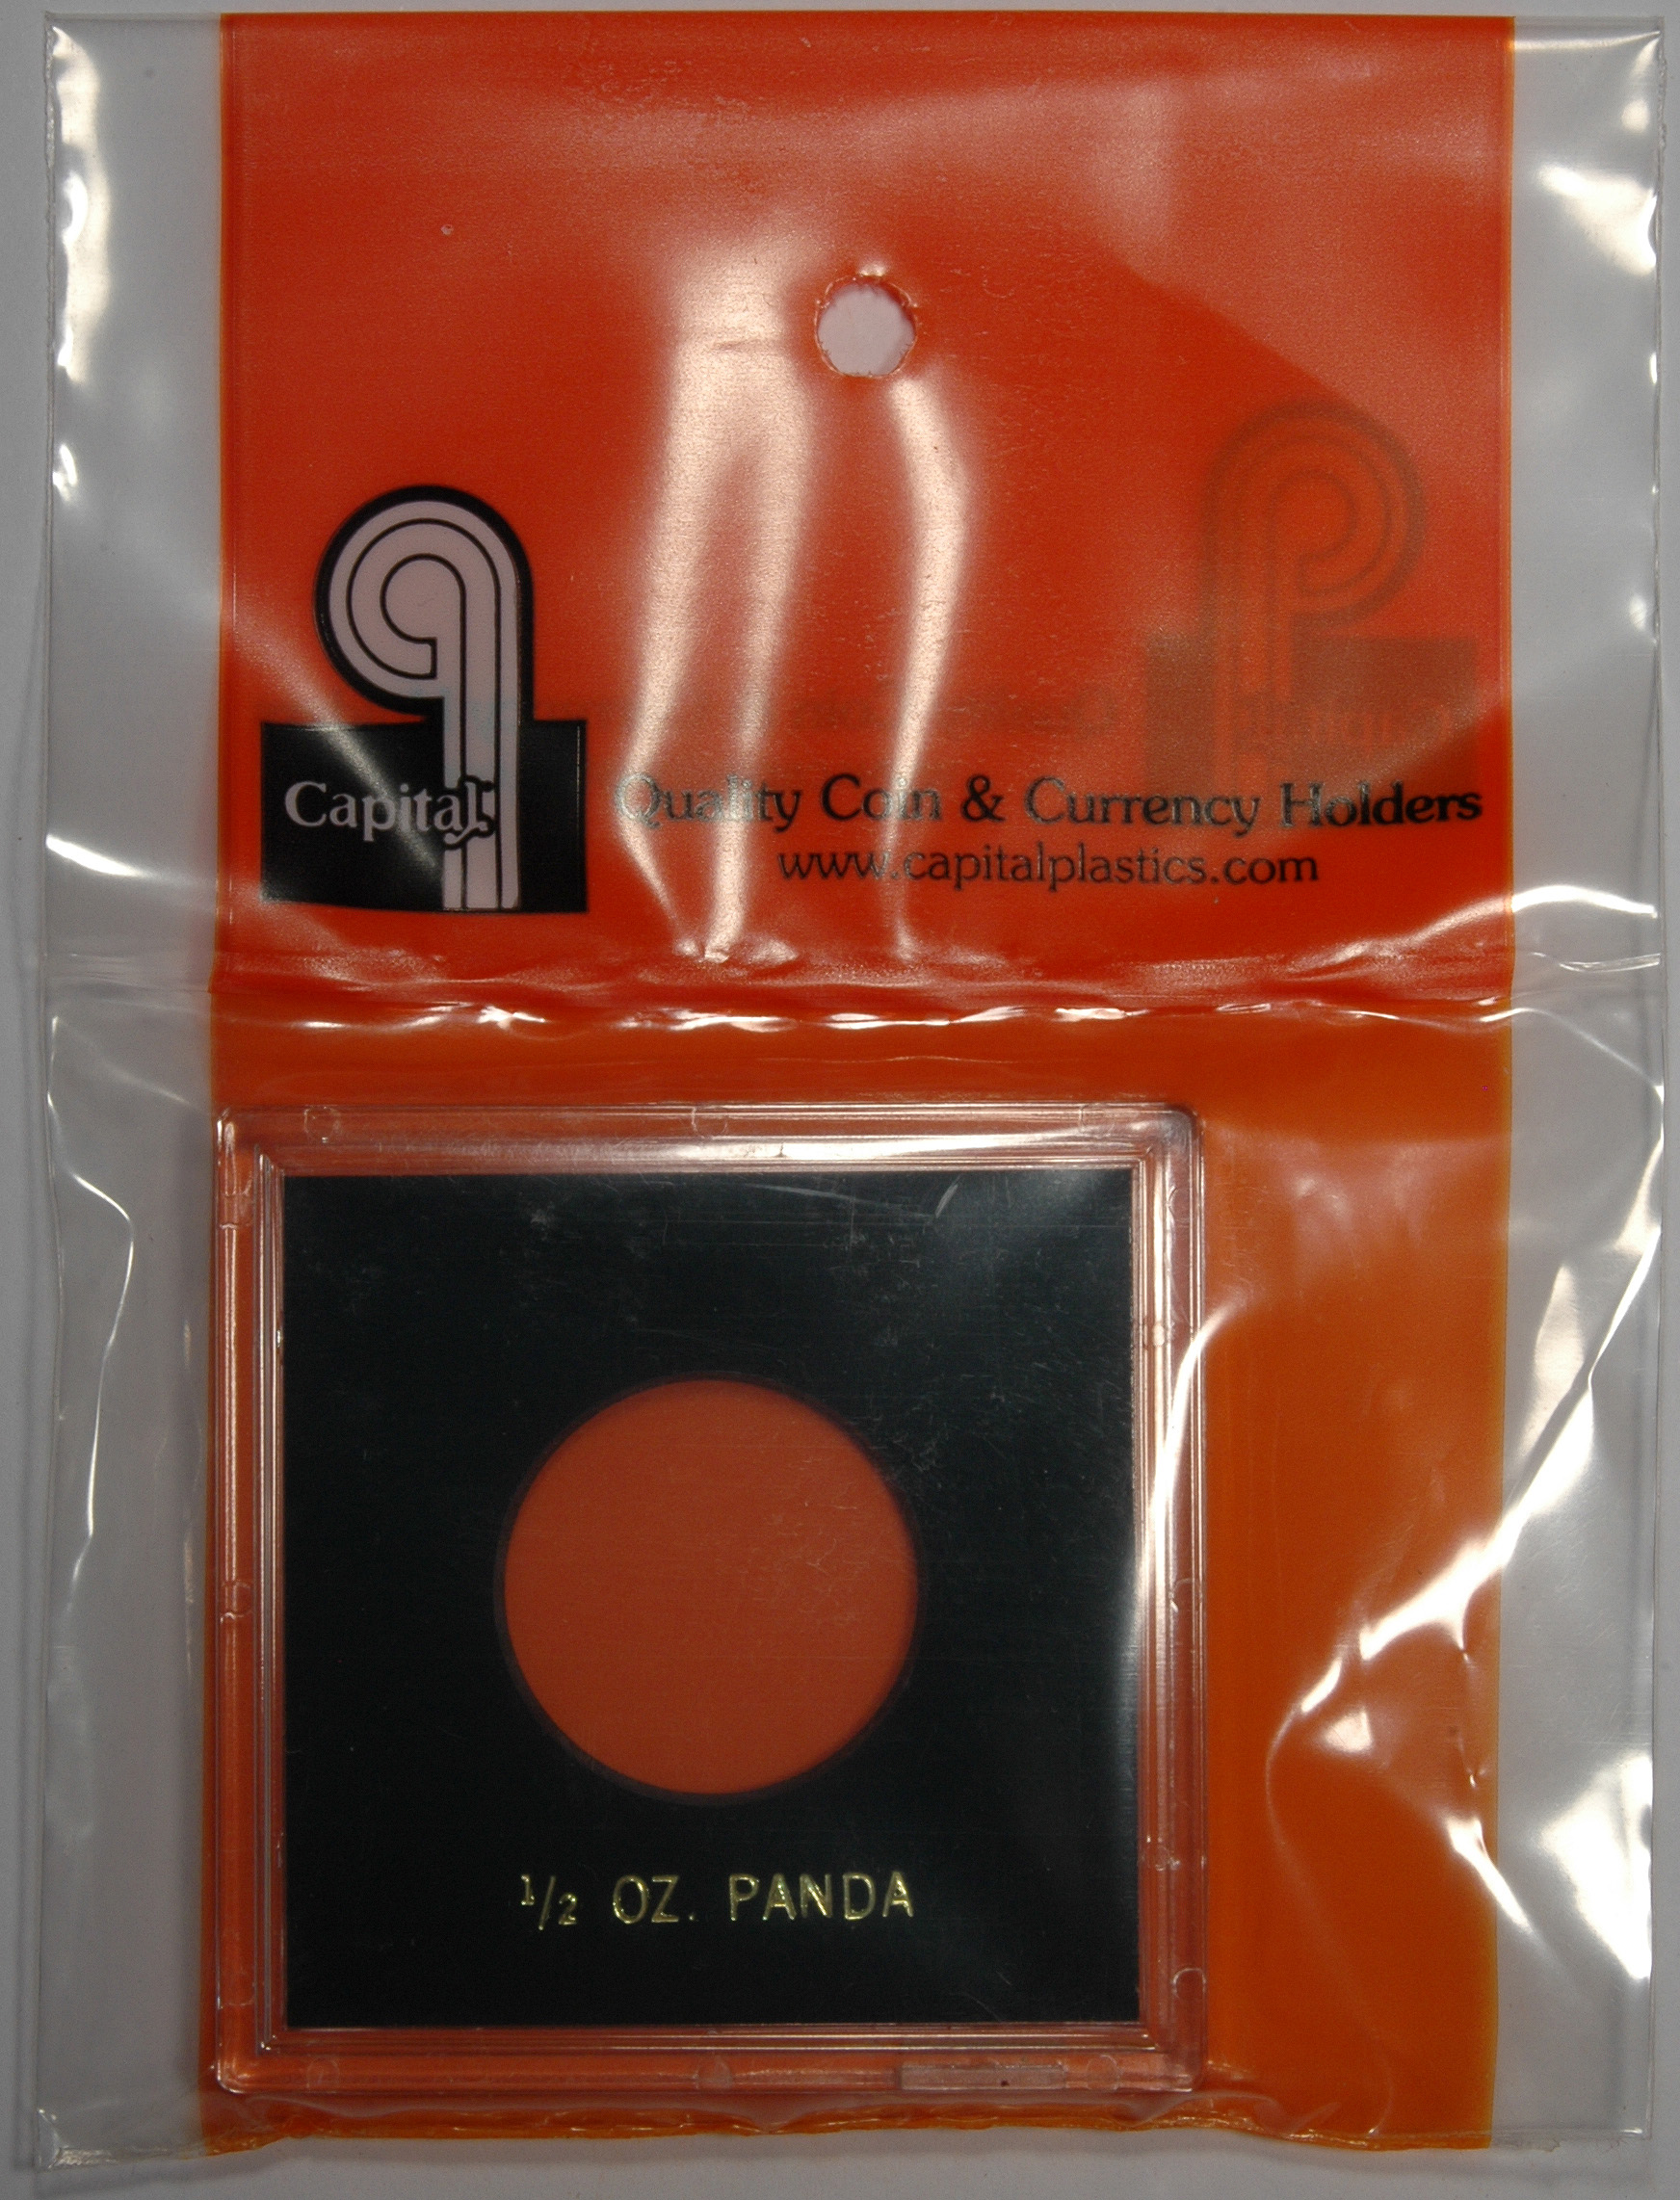 Capital
Quality Coin & Currency Holders
www.capitalplastics.com
1/2 OZ. PANDA